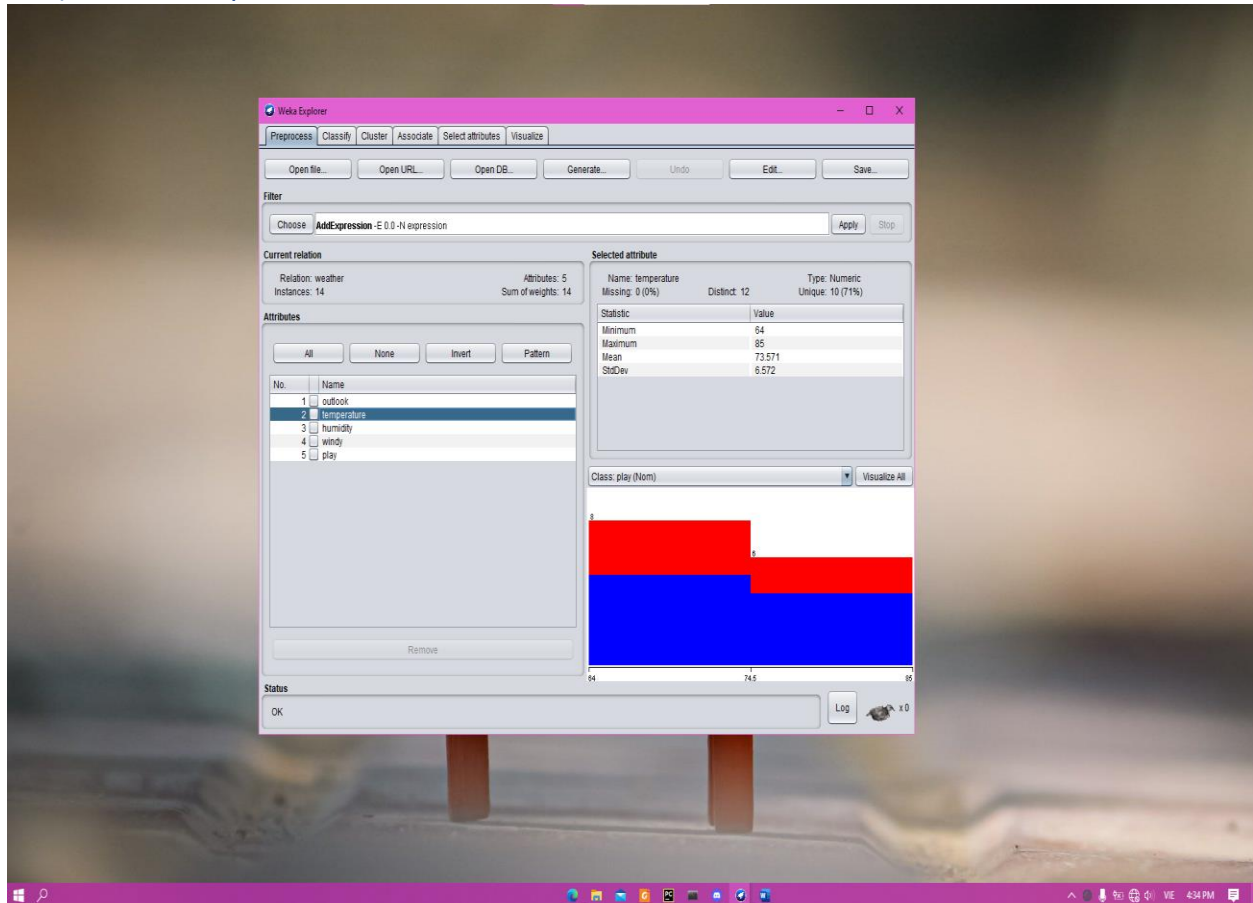 Weka Explorer
Preprocess Classify Cluster Associate Select attributes Visualize
Open file... Open URL... Open DB... Generate... Undo Edit... Save...
Filter
Choose AddExpression -E 0.0 -N expression Apply Stop
Current relation
Relation: weather Attributes: 5
Instances: 14 Sum of weights: 14
Attributes
All None Invert Pattern
No. Name
1 outlook
2 temperature
3 humidity
4 windy
5 play
Remove
Selected attribute
Name: temperature Type: Numeric
Missing: 0 (0%) Distinct: 12 Unique: 10 (71%)
Statistic Value
Minimum 64
Maximum 85
Mean 73.571
StdDev 6.572
Class: play (Nom) Visualize All
8
6
64 74.5 85
Status
OK
Log x 0
VIE 4:34 PM